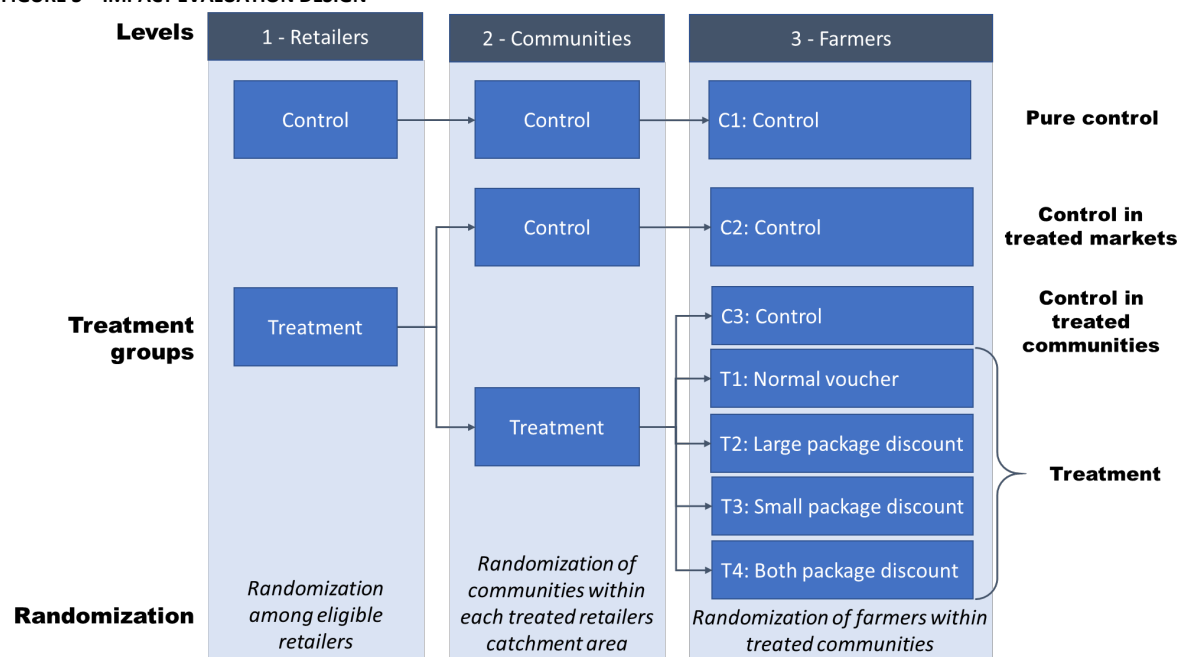 IMPACT EVALUATION DESIGN
Levels
1 - Retailers
2 - Communities
3 - Farmers
Control
Control
C1: Control
Pure control
Control
C2: Control
Control in
treated markets
Treatment
groups
Treatment
Treatment
C3: Control
Control in
treated
communities
T1: Normal voucher
T2: Large package discount
T3: Small package discount
T4: Both package discount
Treatment
Randomization
Randomization
among eligible
retailers
Randomization of
communities within
each treated retailers
catchment area
Randomization of farmers within
treated communities